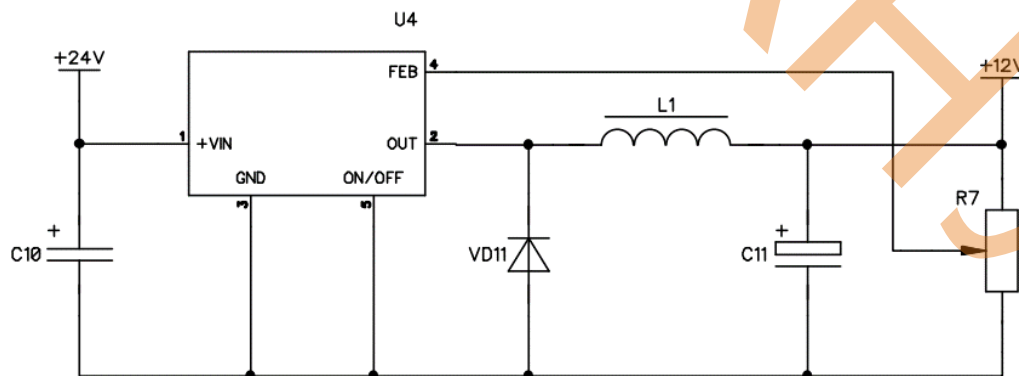 U4
+24V
FEB
4
+12V
L1
1
+VIN
OUT
2
GND
ON/OFF
3
5
R7
C10
+
VD11
C11
+